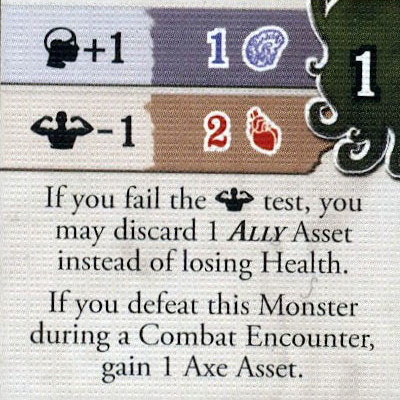 +1 1
1
-1 2
If you fail the test, you
may discard 1 ALLY Asset
instead of losing Health.
If you defeat this Monster
during a Combat Encounter,
gain 1 Axe Asset.